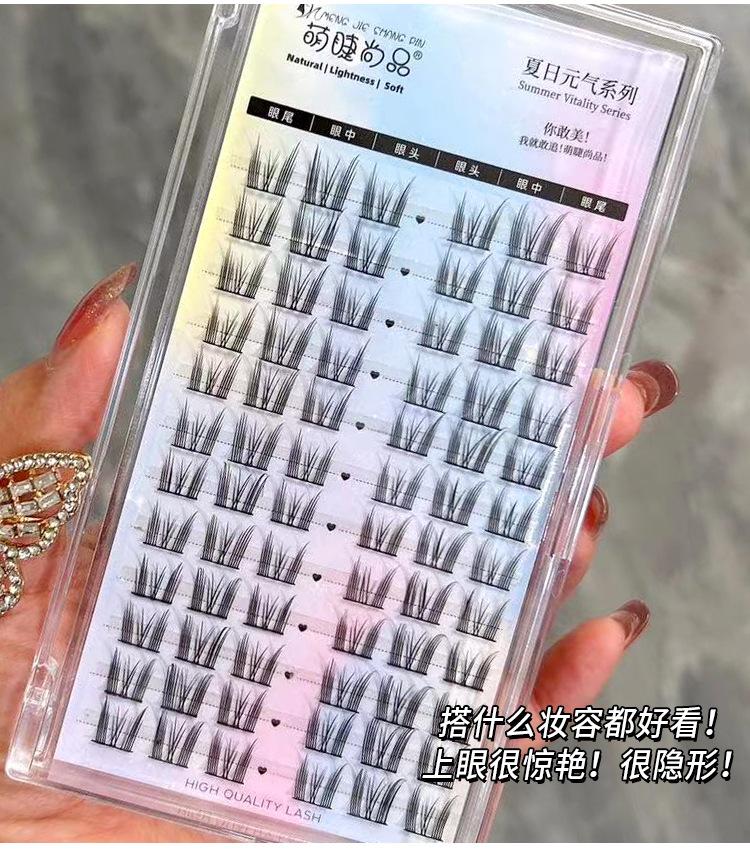 MENG JIE SHANG PIN
萌睫尚品®
Natural | Lightness | Soft
夏日元气系列
Summer Vitality Series
你敢美!
我就敢追!萌睫尚品!
眼尾 眼中 眼头 眼头 眼中 眼尾
搭什么妆容都好看!
上眼很惊艳!很隐形!
HIGH QUALITY LASH